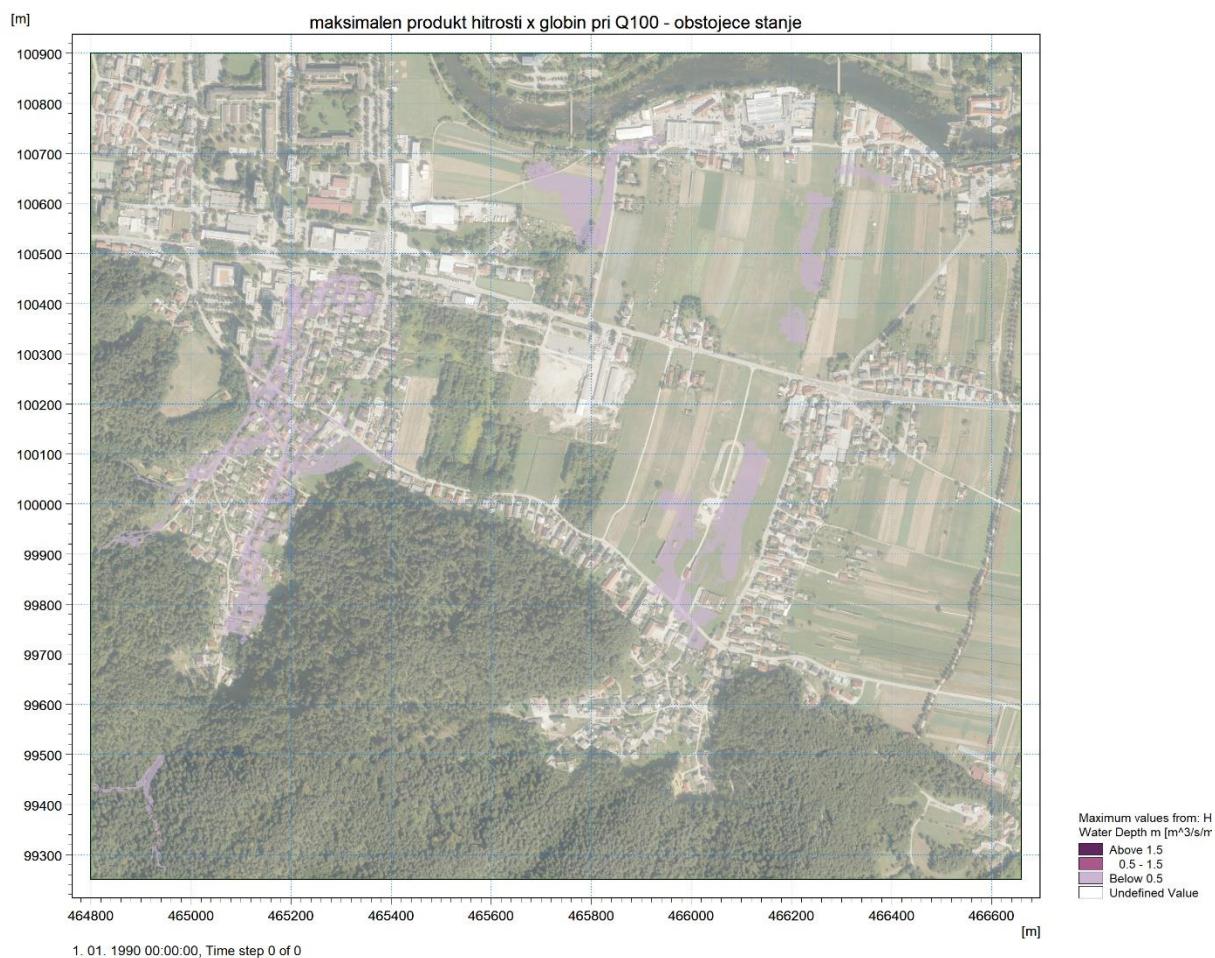 [m]
maksimalen produkt hitrosti x globin pri Q100 - obstojece stanje
100900
100800
100700
100600
100500
100400
100300
100200
100100
100000
99900
99800
99700
99600
99500
99400
99300
464800 465000 465200 465400 465600 465800 466000 466200 466400 466600
[m]
Maximum values from: H
Water Depth m [m^3/s/m
Above 1.5
0.5 - 1.5
Below 0.5
Undefined Value
1. 01. 1990 00:00:00, Time step 0 of 0